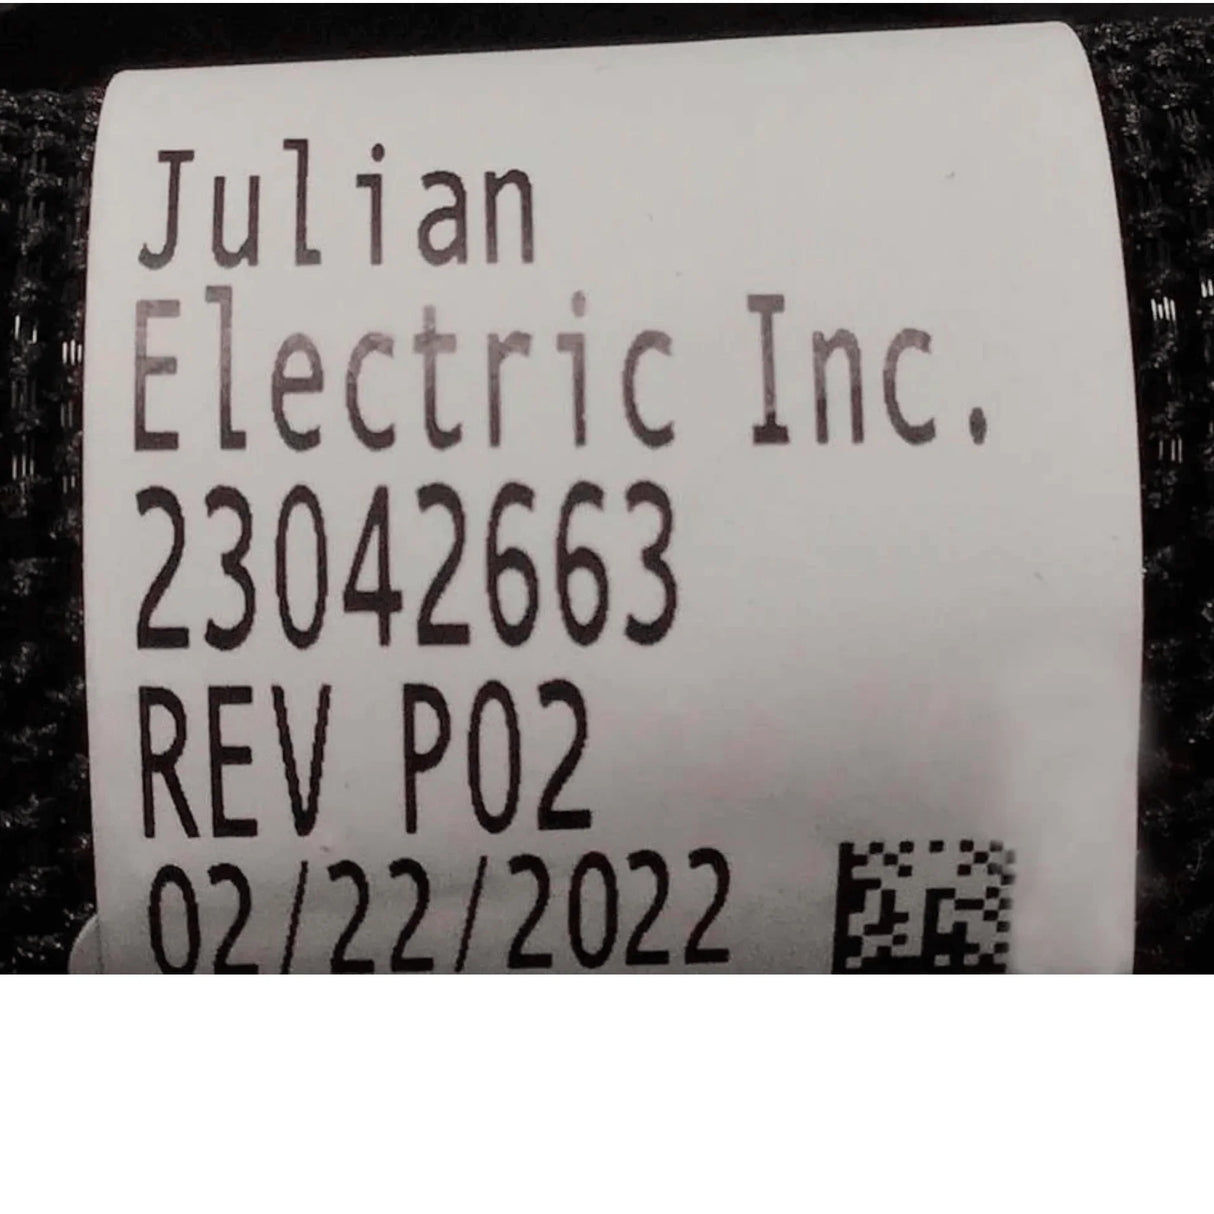 Julian
Electric Inc.
23042663
REV P02
02/22/2022